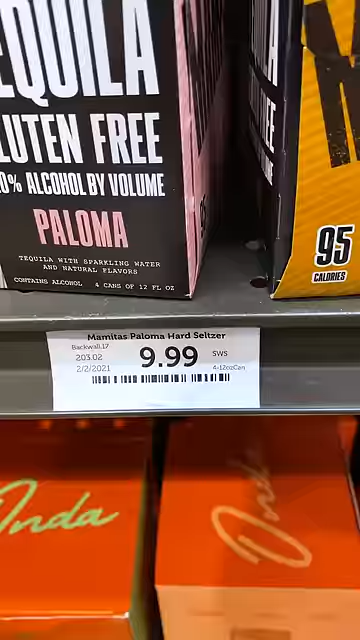 EQUILA
LUTEN FREE
0% ALCOHOL BY VOLUME
PALOMA
TEQUILA WITH SPARKLING WATER
AND NATURAL FLAVORS
CONTAINS ALCOHOL 4 CANS OF 12 FL OZ
95
CALORIES
Mamitas Paloma Hard Seltzer
Backwall.17
203.02
2/2/2021
9.99
SWS
4-12ozCan
Onda
Onda